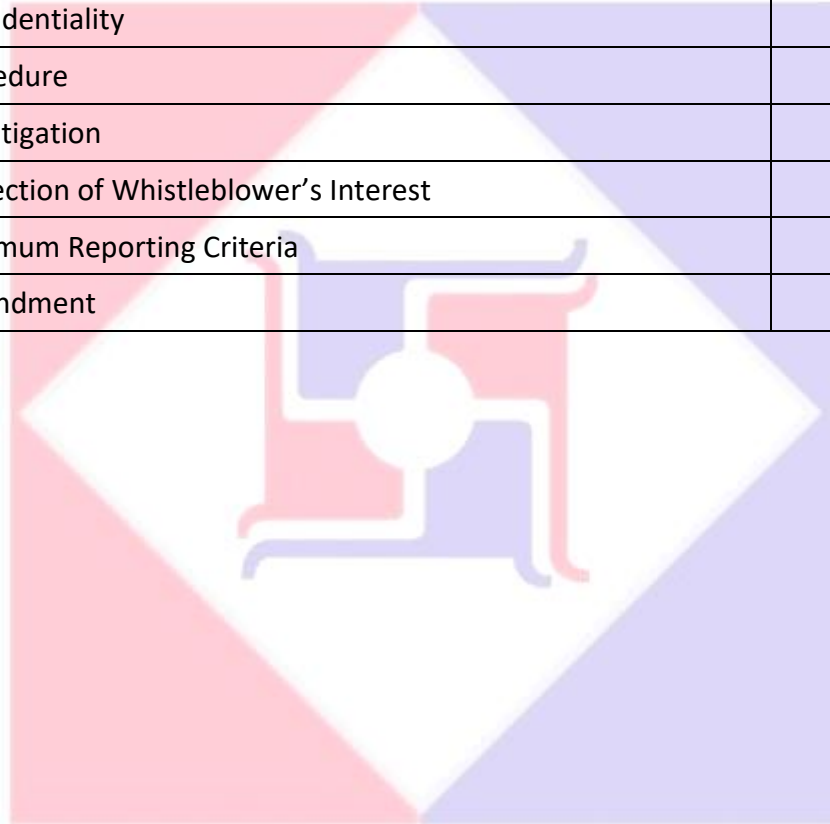 dentiality
edure
tigation
ection of Whistleblower’s Interest
mum Reporting Criteria
ndment